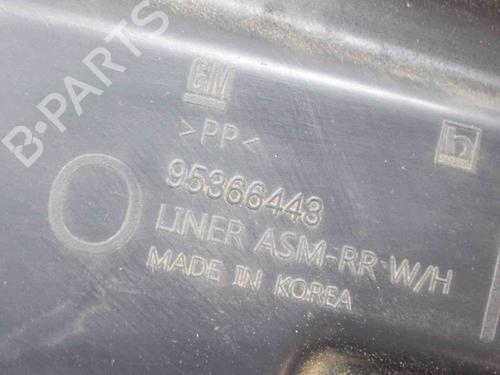 B-PARTS
GM
>PP<
95366443
LINER ASM-RR W/H
MADE IN KOREA